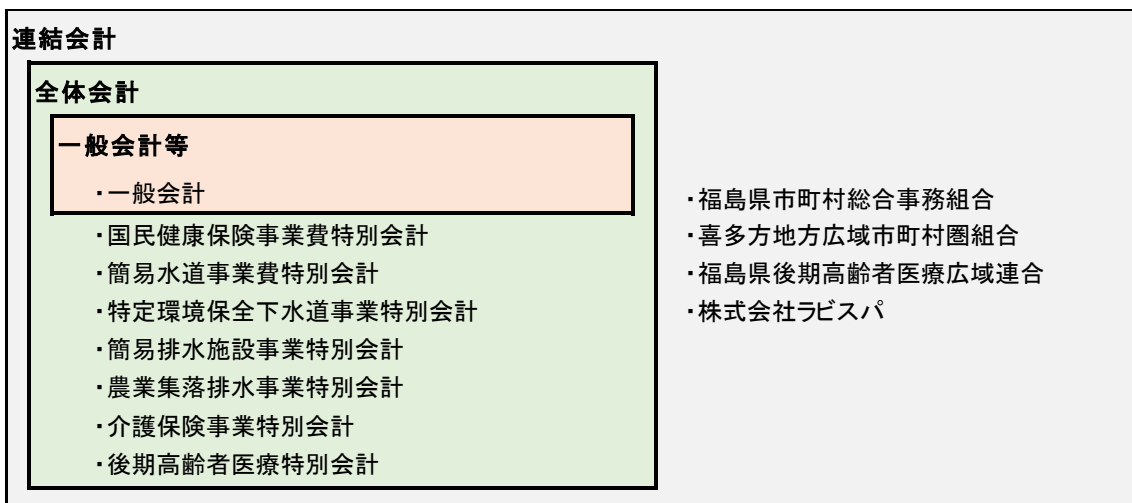 連結会計
全体会計
一般会計等
・一般会計
・国民健康保険事業費特別会計
・簡易水道事業費特別会計
・特定環境保全下水道事業特別会計
・簡易排水施設事業特別会計
・農業集落排水事業特別会計
・介護保険事業特別会計
・後期高齢者医療特別会計
・福島県市町村総合事務組合
・喜多方地方広域市町村圏組合
・福島県後期高齢者医療広域連合
・株式会社ラビスパ